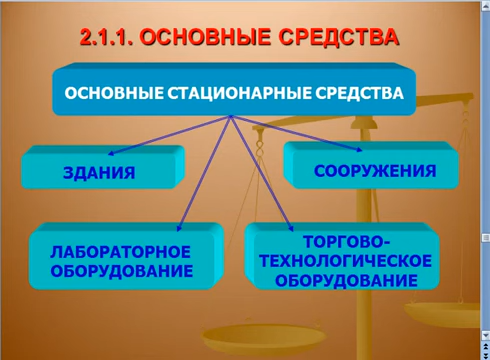 2.1.1. ОСНОВНЫЕ СРЕДСТВА
ОСНОВНЫЕ СТАЦИОНАРНЫЕ СРЕДСТВА
ЗДАНИЯ
СООРУЖЕНИЯ
ЛАБОРАТОРНОЕ
ОБОРУДОВАНИЕ
ТОРГОВО-
ТЕХНОЛОГИЧЕСКОЕ
ОБОРУДОВАНИЕ